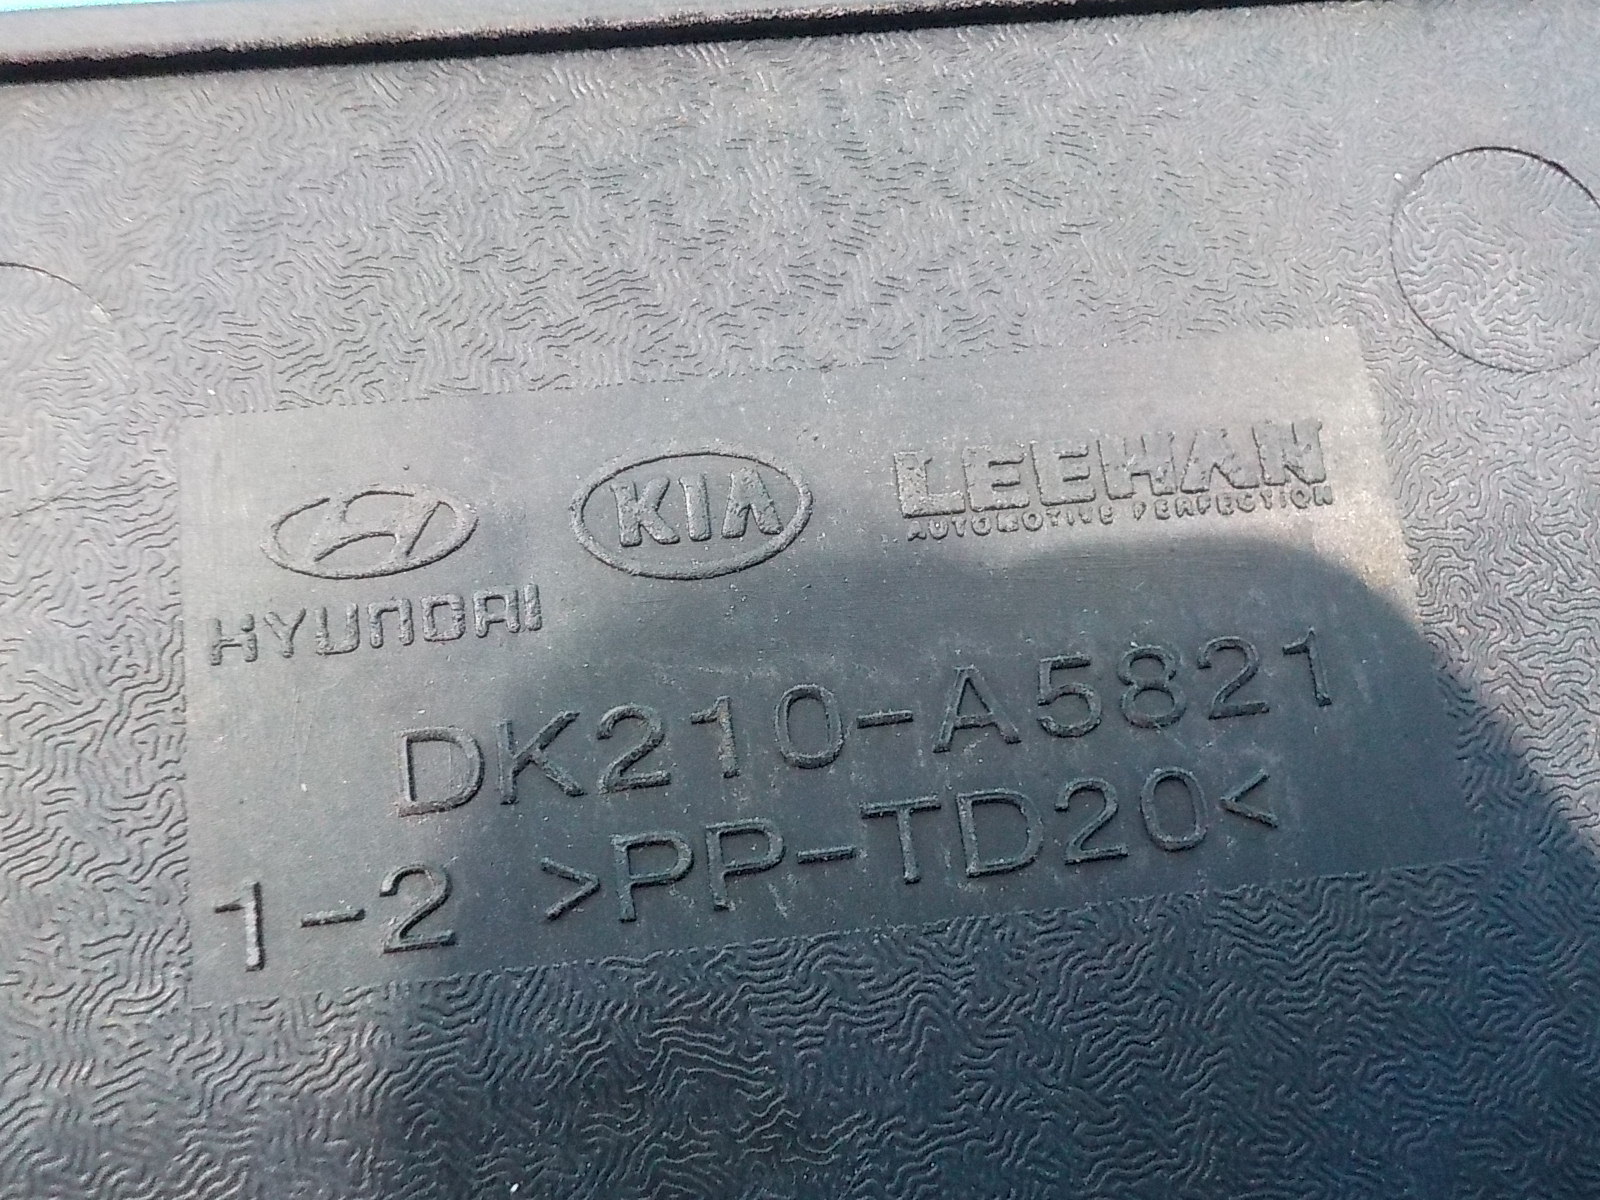 KIA
LEEHAN
AUTOMOTIVE PERFECTION
HYUNDAI
DK210-A5821
1-2 >PP-TD20<